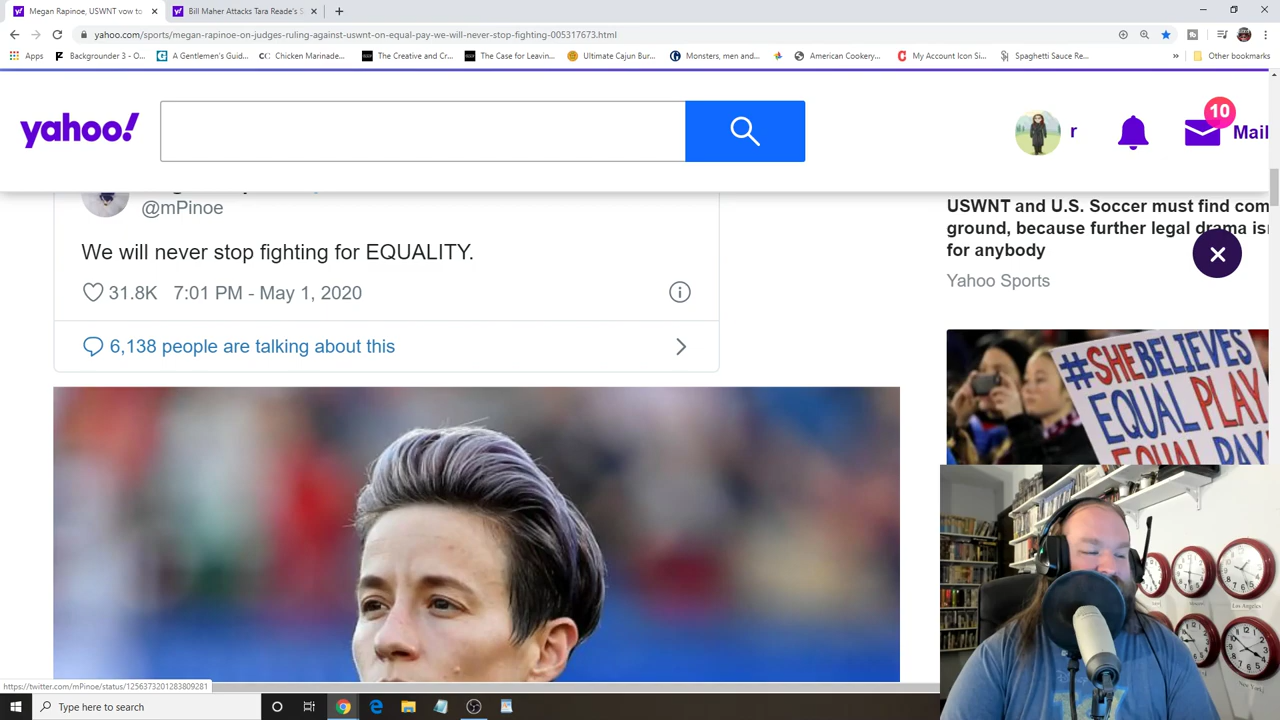 Megan Rapinoe, USWNT vow to
Bill Maher Attacks Tara Reade's S
yahoo.com/sports/megan-rapinoe-on-judges-ruling-against-uswnt-on-equal-pay-we-will-never-stop-fighting-005317673.html
Apps
Backgrounder 3 - O...
A Gentlemen's Guid...
Chicken Marinade...
The Creative and Cr...
The Case for Leavin...
Ultimate Cajun Bur...
Monsters, men and...
American Cookery...
My Account Icon Si...
Spaghetti Sauce Re...
» Other bookmarks
yahoo!
r
10
Mail
@mPinoe
We will never stop fighting for EQUALITY.
31.8K 7:01 PM - May 1, 2020
6,138 people are talking about this
USWNT and U.S. Soccer must find com
ground, because further legal drama is
for anybody
Yahoo Sports
#SHEBELIEVES
EQUAL PLAY
EQUAL PAY
Los Angeles
New York
https://twitter.com/mPinoe/status/1256373201283809281
Type here to search